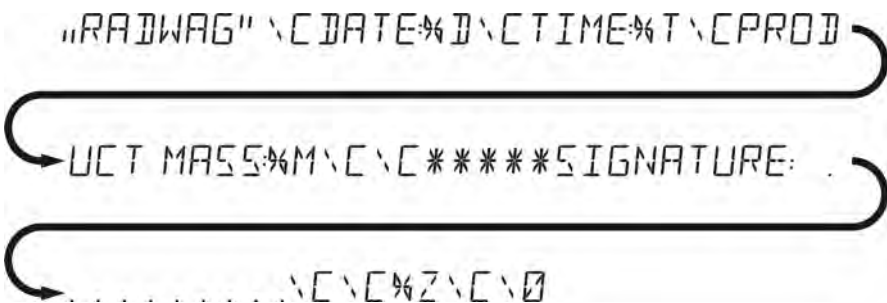 „RADWAG" \CDATE:%D\CTIME:%T\CPROD
UCT MASS:%M\C\C*****SIGNATURE: .
. . . . . . . . .\C\C%Z\C\0